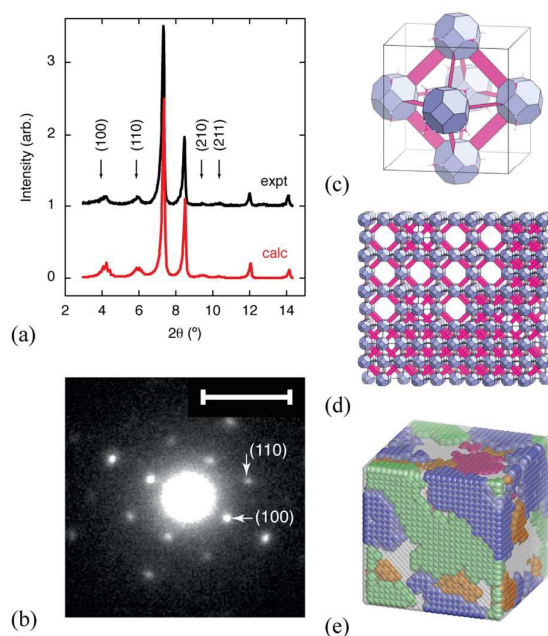 (a)
Intensity (arb.)
3
2
1
0
(100)
(110)
(210)
(211)
expt
calc
2
4
6
8
10
12
14
2θ (º)
(b)
(110)
(100)
(c)
(d)
(e)